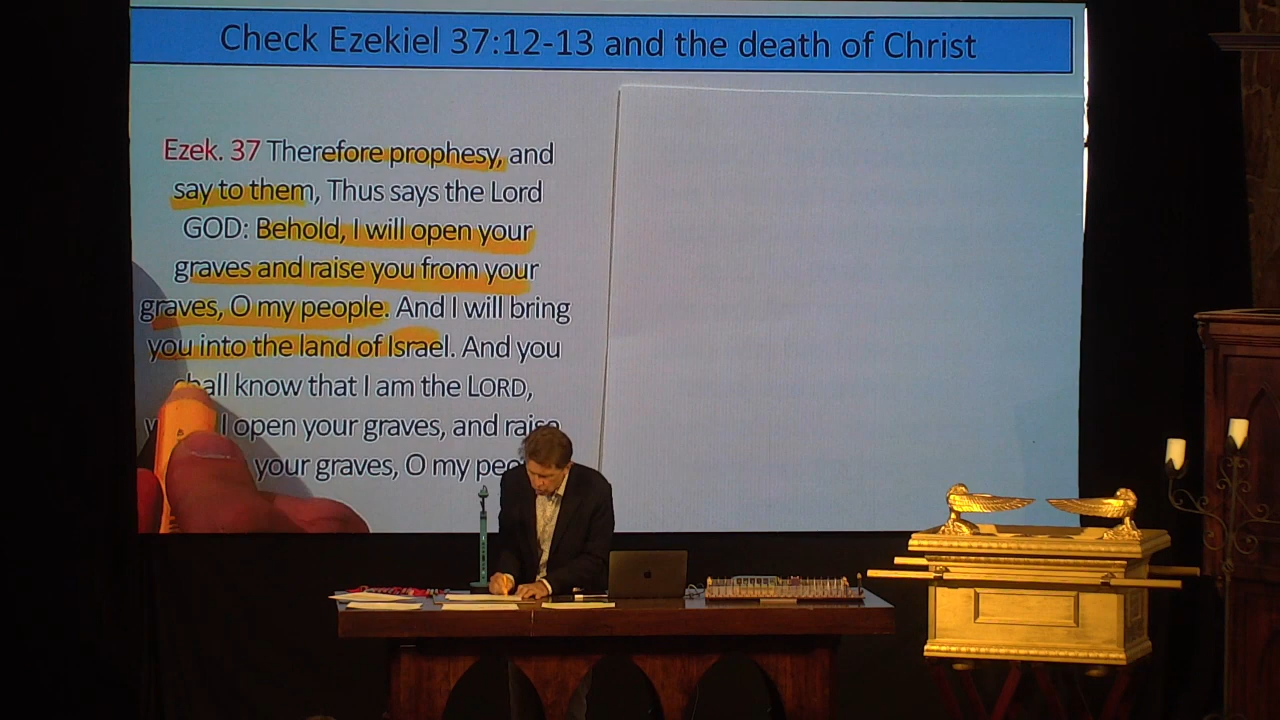 Check Ezekiel 37:12-13 and the death of Christ
Ezek. 37 Therefore prophesy, and
say to them, Thus says the Lord
GOD: Behold, I will open your
graves and raise you from your
graves, O my people. And I will bring
you into the land of Israel. And you
shall know that I am the LORD,
I open your graves, and raise
your graves, O my